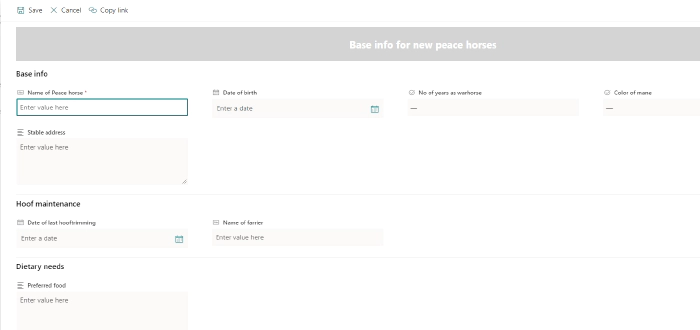 Save Cancel Copy link
Base info for new peace horses
Base info
Name of Peace horse * Date of birth No of years as warhorse Color of mane
Enter value here Enter a date — —
Stable address
Enter value here
Hoof maintenance
Date of last hooftrimming Name of farrier
Enter a date Enter value here
Dietary needs
Preferred food
Enter value here